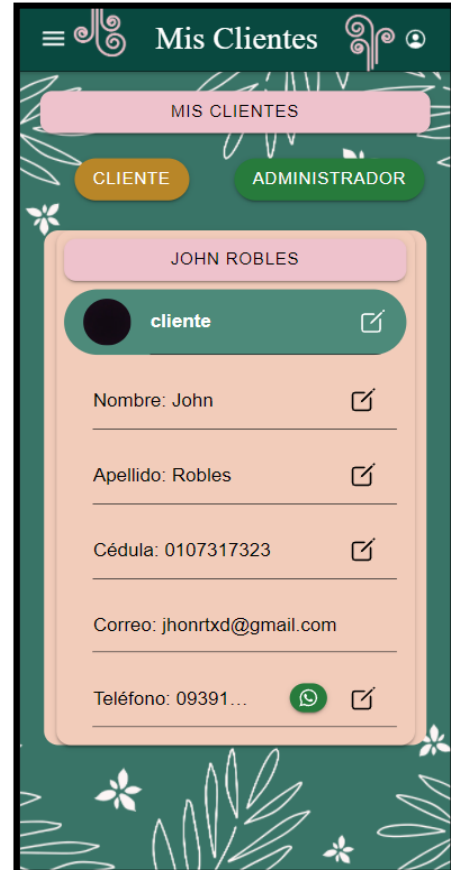 Mis Clientes
MIS CLIENTES
CLIENTE ADMINISTRADOR
JOHN ROBLES
cliente
Nombre: John
Apellido: Robles
Cédula: 0107317323
Correo: jhonrtxd@gmail.com
Teléfono: 09391...